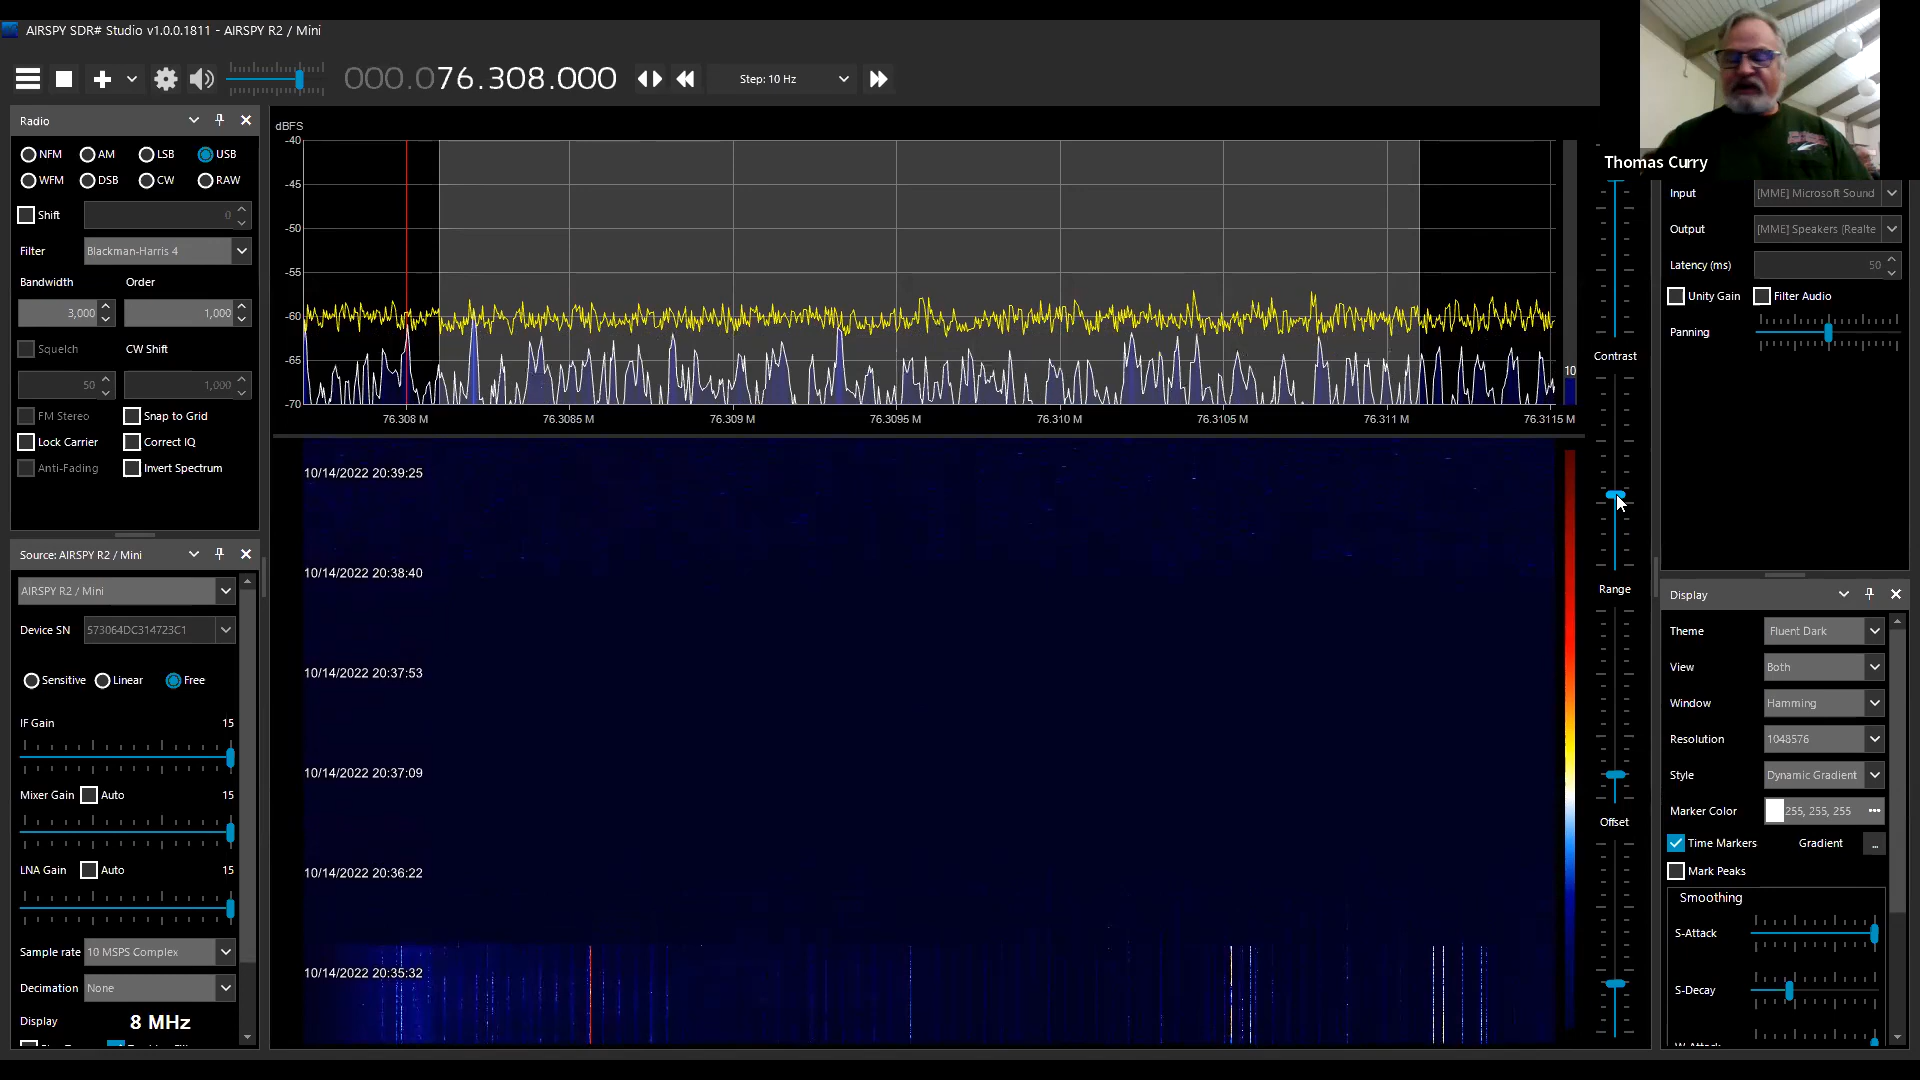 AIRSPY SDR# Studio v1.0.0.1811 - AIRSPY R2 / Mini
000.076.308.000
Step: 10 Hz
Thomas Curry
Radio
NFM AM LSB USB
WFM DSB CW RAW
Shift 0
Filter Blackman-Harris 4
Bandwidth Order
3,000 1,000
Squelch CW Shift
50 1,000
FM Stereo Snap to Grid
Lock Carrier Correct IQ
Anti-Fading Invert Spectrum
Source: AIRSPY R2 / Mini
AIRSPY R2 / Mini
Device SN 573064DC314723C1
Sensitive Linear Free
IF Gain 15
Mixer Gain Auto 15
LNA Gain Auto 15
Sample rate 10 MSPS Complex
Decimation None
Display 8 MHz
dBFS
-40
-45
-50
-55
-60
-65
-70
10
76.308 M 76.3085 M 76.309 M 76.3095 M 76.310 M 76.3105 M 76.311 M 76.3115 M
10/14/2022 20:39:25
10/14/2022 20:38:40
10/14/2022 20:37:53
10/14/2022 20:37:09
10/14/2022 20:36:22
10/14/2022 20:35:32
Contrast
Range
Offset
Input [MME] Microsoft Sound
Output [MME] Speakers (Realte
Latency (ms) 50
Unity Gain Filter Audio
Panning
Display
Theme Fluent Dark
View Both
Window Hamming
Resolution 1048576
Style Dynamic Gradient
Marker Color 255, 255, 255
Time Markers Gradient ...
Mark Peaks
Smoothing
S-Attack
S-Decay